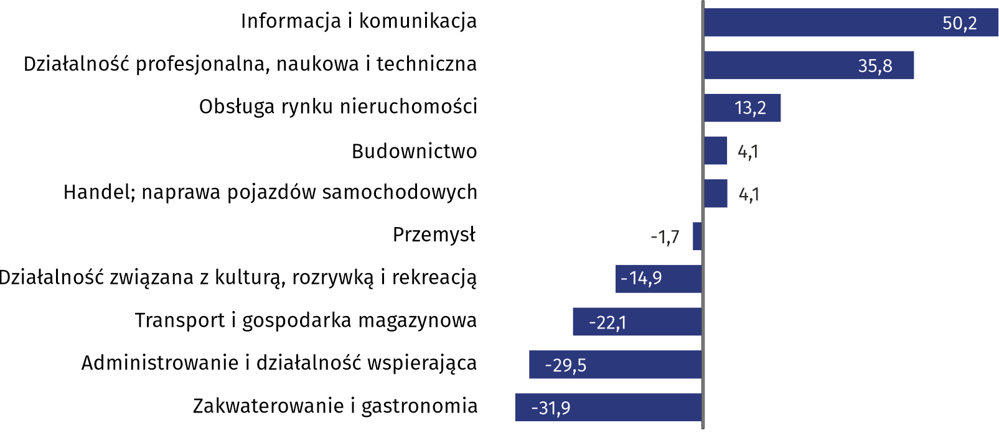 Informacja i komunikacja 50,2
Działalność profesjonalna, naukowa i techniczna 35,8
Obsługa rynku nieruchomości 13,2
Budownictwo 4,1
Handel; naprawa pojazdów samochodowych 4,1
Przemysł -1,7
Działalność związana z kulturą, rozrywką i rekreacją -14,9
Transport i gospodarka magazynowa -22,1
Administrowanie i działalność wspierająca -29,5
Zakwaterowanie i gastronomia -31,9